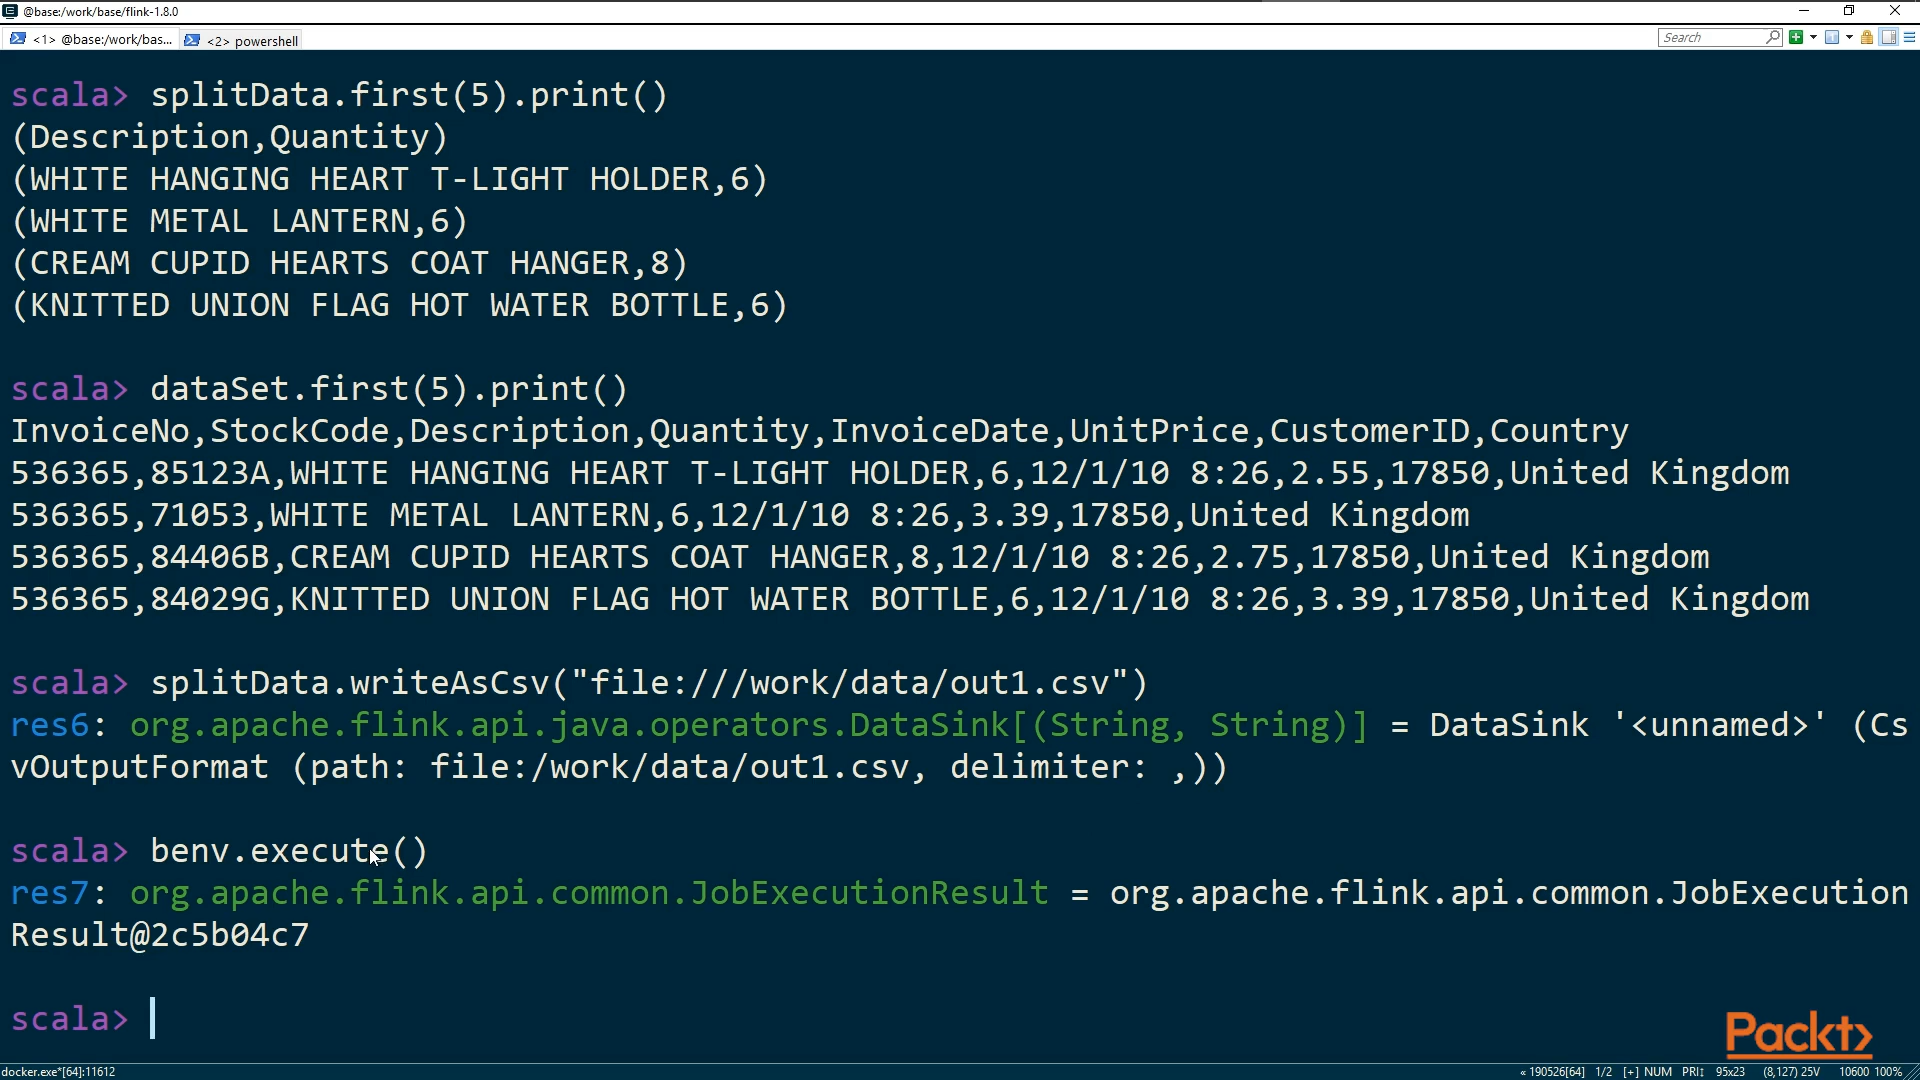 @base:/work/base/flink-1.8.0
<1> @base:/work/bas... <2> powershell Search
scala> splitData.first(5).print()
(Description,Quantity)
(WHITE HANGING HEART T-LIGHT HOLDER,6)
(WHITE METAL LANTERN,6)
(CREAM CUPID HEARTS COAT HANGER,8)
(KNITTED UNION FLAG HOT WATER BOTTLE,6)
scala> dataSet.first(5).print()
InvoiceNo,StockCode,Description,Quantity,InvoiceDate,UnitPrice,CustomerID,Country
536365,85123A,WHITE HANGING HEART T-LIGHT HOLDER,6,12/1/10 8:26,2.55,17850,United Kingdom
536365,71053,WHITE METAL LANTERN,6,12/1/10 8:26,3.39,17850,United Kingdom
536365,84406B,CREAM CUPID HEARTS COAT HANGER,8,12/1/10 8:26,2.75,17850,United Kingdom
536365,84029G,KNITTED UNION FLAG HOT WATER BOTTLE,6,12/1/10 8:26,3.39,17850,United Kingdom
scala> splitData.writeAsCsv("file:///work/data/out1.csv")
res6: org.apache.flink.api.java.operators.DataSink[(String, String)] = DataSink '<unnamed>' (Cs
vOutputFormat (path: file:/work/data/out1.csv, delimiter: ,))
scala> benv.execute()
res7: org.apache.flink.api.common.JobExecutionResult = org.apache.flink.api.common.JobExecution
Result@2c5b04c7
scala>
Packt>
docker.exe*[64]:11612 « 190526[64] 1/2 [+] NUM PRI↕ 95x23 (8,127) 25V 10600 100%